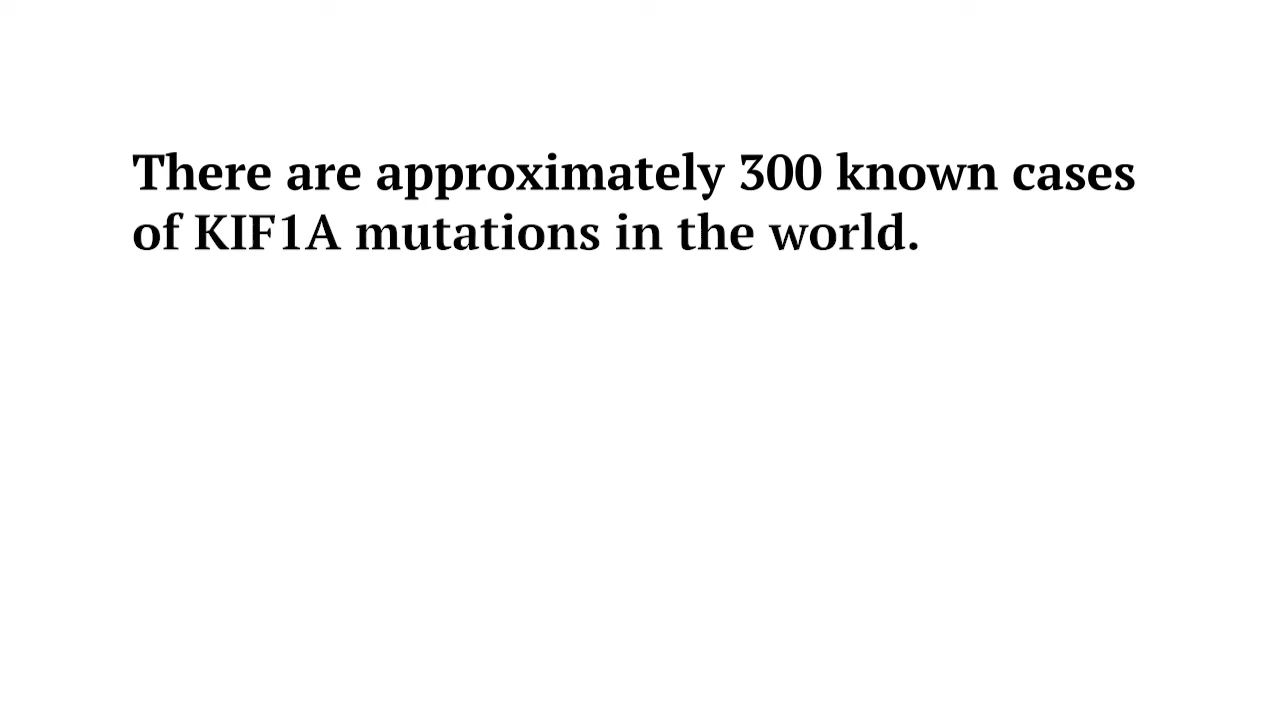 There are approximately 300 known cases
of KIF1A mutations in the world.